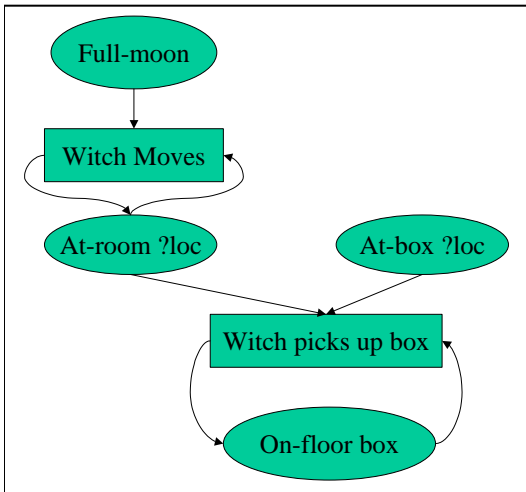 Full-moon
Witch Moves
At-room ?loc
At-box ?loc
Witch picks up box
On-floor box